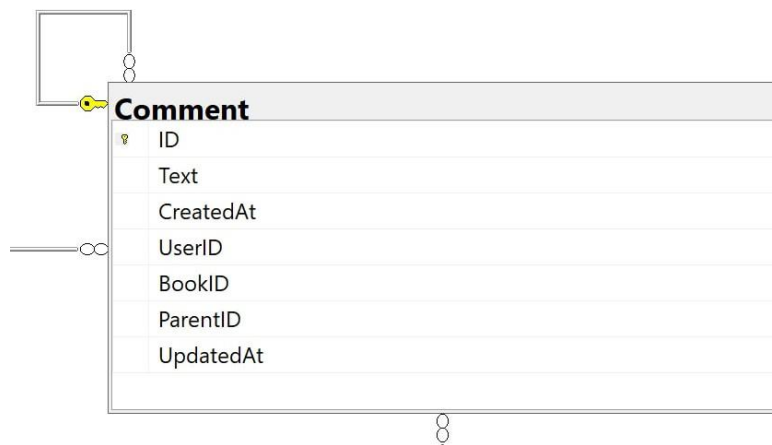 Comment
ID
Text
CreatedAt
UserID
BookID
ParentID
UpdatedAt